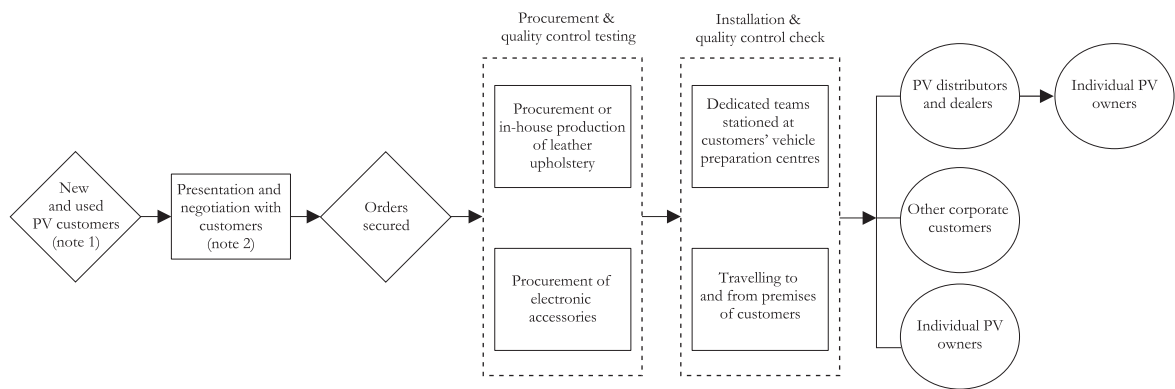 Procurement &
quality control testing
Installation &
quality control check
New
and used
PV customers
(note 1)
Presentation and
negotiation with
customers
(note 2)
Orders
secured
Procurement or
in-house production
of leather
upholstery
Procurement of
electronic
accessories
Dedicated teams
stationed at
customers' vehicle
preparation centres
Travelling to
and from premises
of customers
PV distributors
and dealers
Individual PV
owners
Other corporate
customers
Individual PV
owners